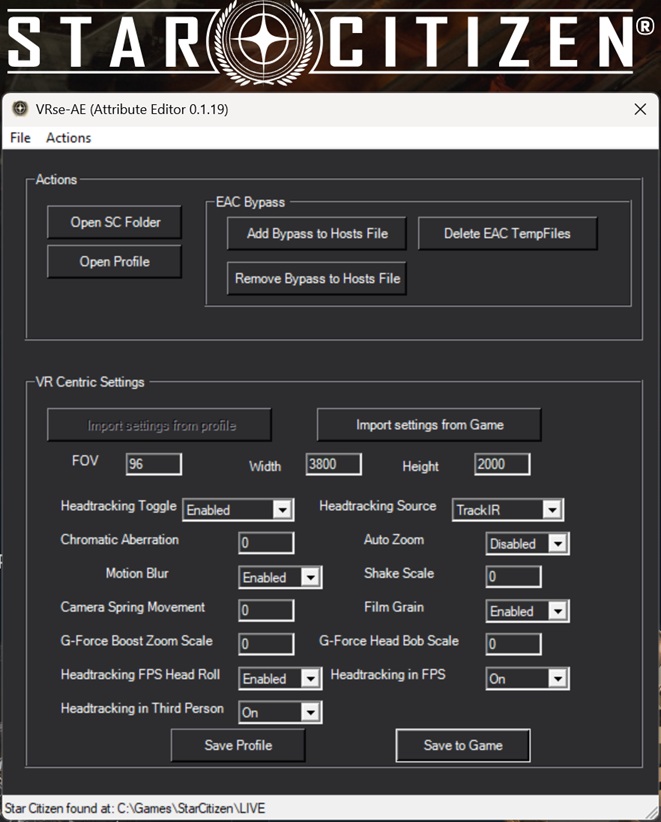 STAR CITIZEN®
VRse-AE (Attribute Editor 0.1.19)
File Actions
Actions
EAC Bypass
Open SC Folder
Add Bypass to Hosts File
Delete EAC TempFiles
Open Profile
Remove Bypass to Hosts File
VR Centric Settings
Import settings from profile
Import settings from Game
FOV 96 Width 3800 Height 2000
Headtracking Toggle Enabled Headtracking Source TrackIR
Chromatic Aberration 0 Auto Zoom Disabled
Motion Blur Enabled Shake Scale 0
Camera Spring Movement 0 Film Grain Enabled
G-Force Boost Zoom Scale 0 G-Force Head Bob Scale 0
Headtracking FPS Head Roll Enabled Headtracking in FPS On
Headtracking in Third Person On
Save Profile Save to Game
Star Citizen found at: C:\Games\StarCitizen\LIVE